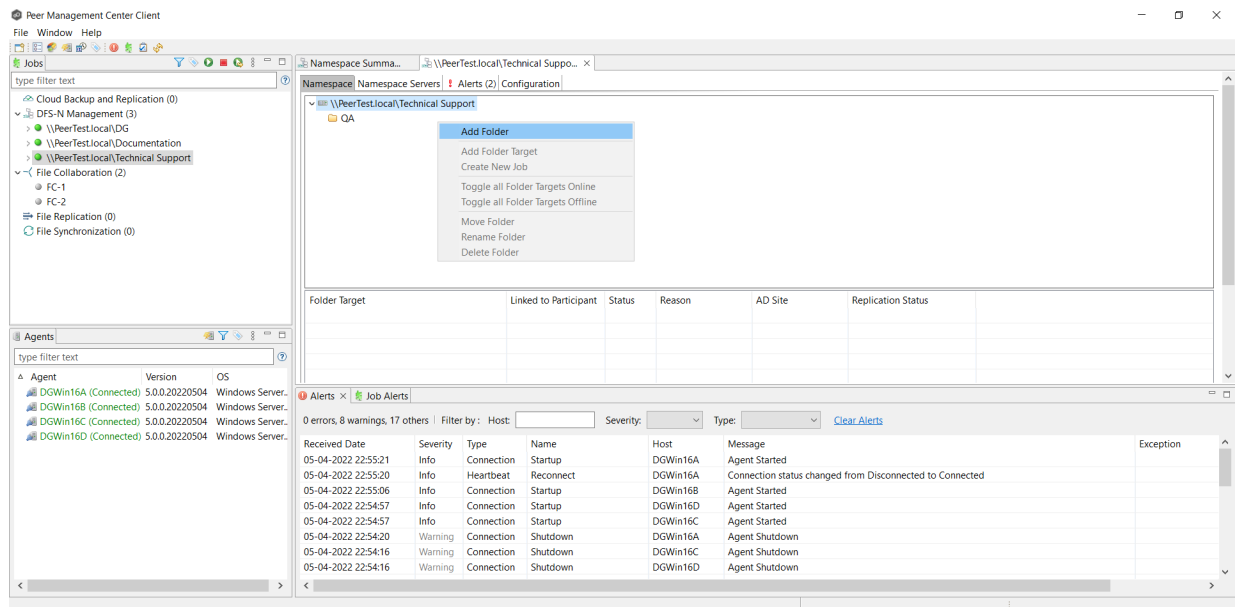 Peer Management Center Client
File Window Help
Jobs
type filter text
Cloud Backup and Replication (0)
DFS-N Management (3)
\\PeerTest.local\DG
\\PeerTest.local\Documentation
\\PeerTest.local\Technical Support
File Collaboration (2)
FC-1
FC-2
File Replication (0)
File Synchronization (0)
Namespace Summa...
\\PeerTest.local\Technical Suppo...
Namespace Namespace Servers Alerts (2) Configuration
\\PeerTest.local\Technical Support
QA
Add Folder
Add Folder Target
Create New Job
Toggle all Folder Targets Online
Toggle all Folder Targets Offline
Move Folder
Rename Folder
Delete Folder
Folder Target Linked to Participant Status Reason AD Site Replication Status
Agents
type filter text
Agent Version OS
DGWin16A (Connected) 5.0.0.20220504 Windows Server..
DGWin16B (Connected) 5.0.0.20220504 Windows Server..
DGWin16C (Connected) 5.0.0.20220504 Windows Server..
DGWin16D (Connected) 5.0.0.20220504 Windows Server..
Alerts Job Alerts
0 errors, 8 warnings, 17 others Filter by : Host: Severity: Type: Clear Alerts
Received Date Severity Type Name Host Message Exception
05-04-2022 22:55:21 Info Connection Startup DGWin16A Agent Started
05-04-2022 22:55:20 Info Heartbeat Reconnect DGWin16A Connection status changed from Disconnected to Connected
05-04-2022 22:55:06 Info Connection Startup DGWin16B Agent Started
05-04-2022 22:54:57 Info Connection Startup DGWin16D Agent Started
05-04-2022 22:54:57 Info Connection Startup DGWin16C Agent Started
05-04-2022 22:54:20 Warning Connection Shutdown DGWin16A Agent Shutdown
05-04-2022 22:54:16 Warning Connection Shutdown DGWin16C Agent Shutdown
05-04-2022 22:54:16 Warning Connection Shutdown DGWin16D Agent Shutdown